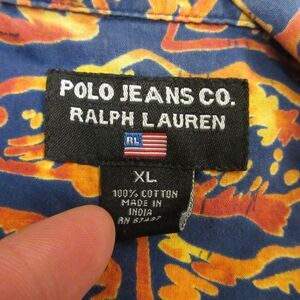 POLO JEANS CO.
RALPH LAUREN
RL
XL
100% COTTON
MADE IN
INDIA